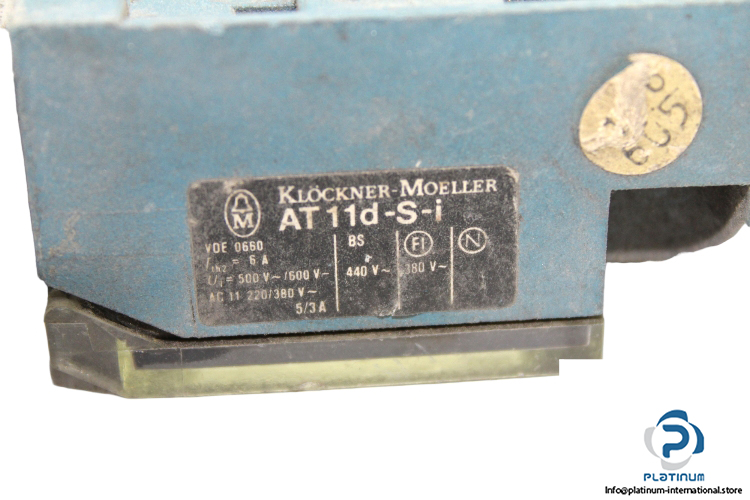 KLÖCKNER-MOELLER
M
AT 11d-S-i
VDE 0660
= 6 A
= 500 V~ /600 V~
AC 11 220/380 V~
5/3 A
BS
440 V~
FI
380 V~
N
PLATINUM
Info@platinum-international.store